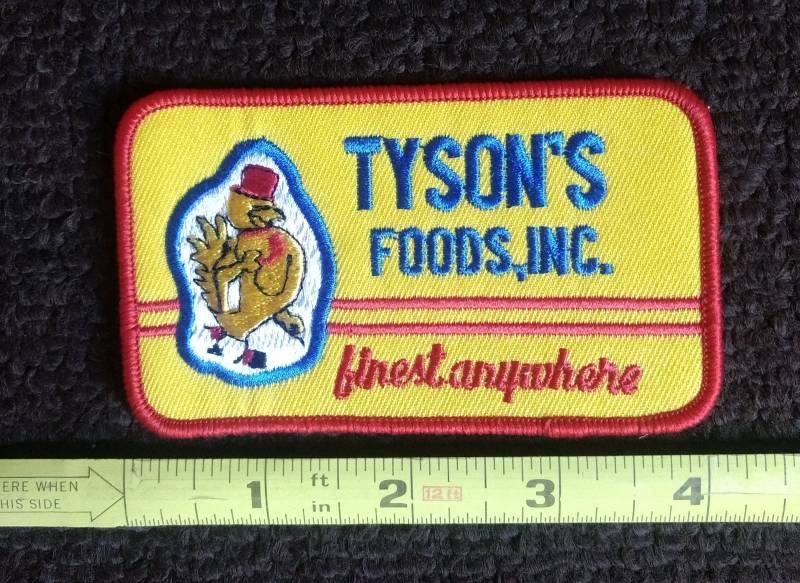 TYSON'S
FOODS, INC.
finest anywhere
ERE WHEN
HIS SIDE
1 ft in 2 12 ft 3 4